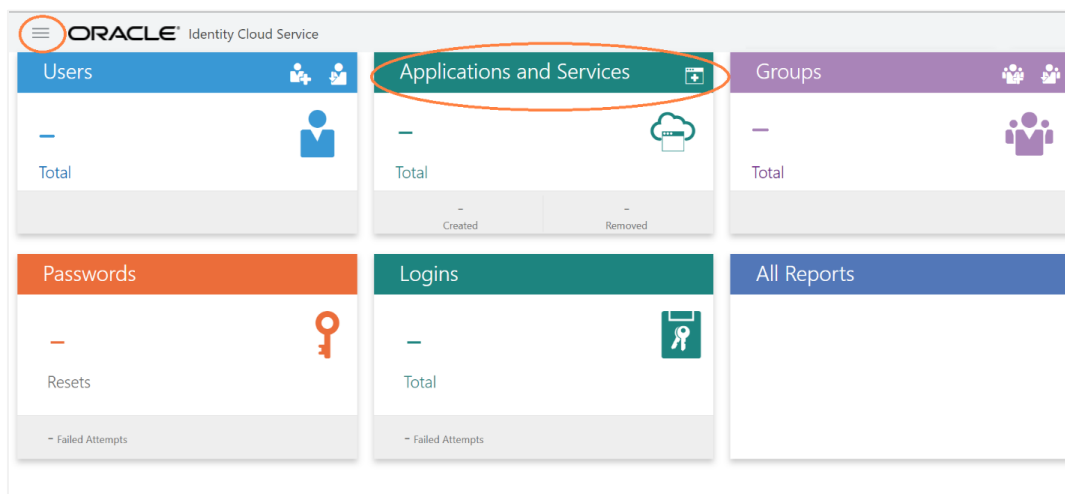 ORACLE® Identity Cloud Service
Users
Applications and Services
Groups
–
Total
–
Total
–
Total
-
Created
-
Removed
Passwords
Logins
All Reports
–
Resets
–
Total
- Failed Attempts
- Failed Attempts